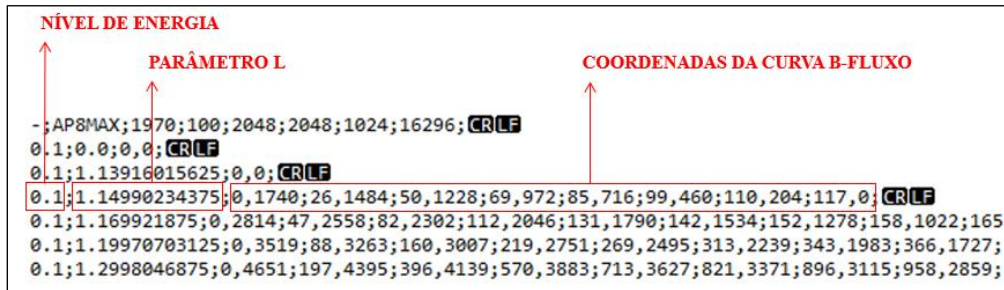 NÍVEL DE ENERGIA
PARÂMETRO L
COORDENADAS DA CURVA B-FLUXO
-;AP8MAX;1970;100;2048;2048;1024;16296;CRLF
0.1;0.0;0,0;CRLF
0.1;1.13916015625;0,0;CRLF
0.1;1.14990234375;0,1740;26,1484;50,1228;69,972;85,716;99,460;110,204;117,0;CRLF
0.1;1.169921875;0,2814;47,2558;82,2302;112,2046;131,1790;142,1534;152,1278;158,1022;165
0.1;1.19970703125;0,3519;88,3263;160,3007;219,2751;269,2495;313,2239;343,1983;366,1727;
0.1;1.2998046875;0,4651;197,4395;396,4139;570,3883;713,3627;821,3371;896,3115;958,2859;